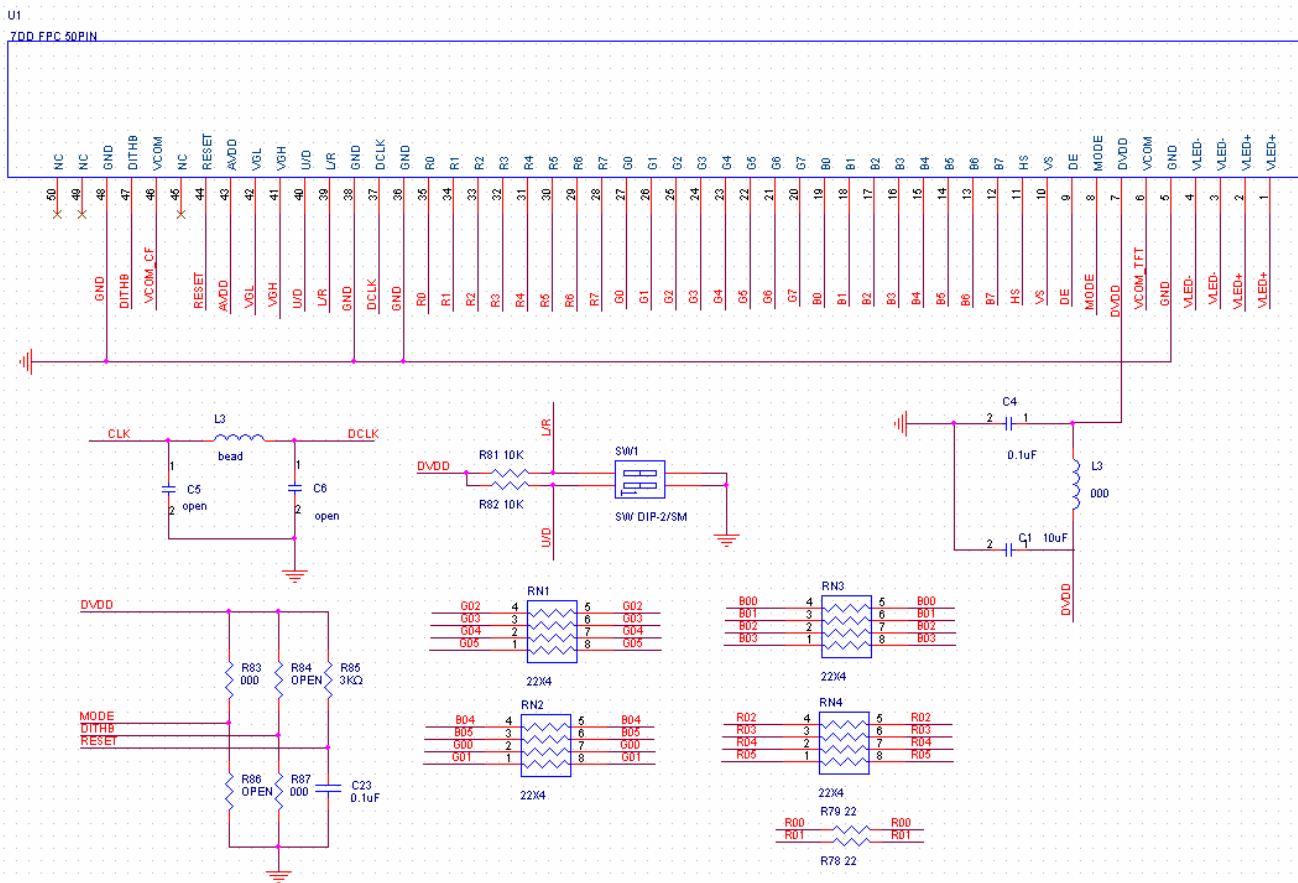 U1
7DD FPC 50PIN
NC NC GND DITHB VCOM NC RESET AVDD VGL VGH U/D L/R GND DCLK GND R0 R1 R2 R3 R4 R5 R6 R7 G0 G1 G2 G3 G4 G5 G6 G7 B0 B1 B2 B3 B4 B5 B6 B7 HS VS DE MODE DVDD VCOM GND VLED- VLED- VLED+ VLED+
50 49 48 47 46 45 44 43 42 41 40 39 38 37 36 35 34 33 32 31 30 29 28 27 26 25 24 23 22 21 20 19 18 17 16 15 14 13 12 11 10 9 8 7 6 5 4 3 2 1
GND DITHB VCOM_CF RESET AVDD VGL VGH U/D L/R GND DCLK GND R0 R1 R2 R3 R4 R5 R6 R7 G0 G1 G2 G3 G4 G5 G6 G7 B0 B1 B2 B3 B4 B5 B6 B7 HS VS DE MODE DVDD VCOM_TFT GND VLED- VLED- VLED+ VLED+
CLK
L3
bead
DCLK
1
C5
open
2
1
C6
open
2
L/R
DVDD
R81 10K
R82 10K
U/D
SW1
SW DIP-2/SM
C4
2 1
0.1uF
L3
000
2 C1 1 10uF
DVDD
DVDD
R83
000
R84
OPEN
R85
3KΩ
MODE
DITHB
RESET
R86
OPEN
R87
000
C23
0.1uF
RN1
G02 4 5 G02
G03 3 6 G03
G04 2 7 G04
G05 1 8 G05
22X4
RN2
B04 4 5 B04
B05 3 6 B05
G00 2 7 G00
G01 1 8 G01
22X4
RN3
B00 4 5 B00
B01 3 6 B01
B02 2 7 B02
B03 1 8 B03
22X4
RN4
R02 4 5 R02
R03 3 6 R03
R04 2 7 R04
R05 1 8 R05
22X4
R79 22
R00 R00
R01 R01
R78 22